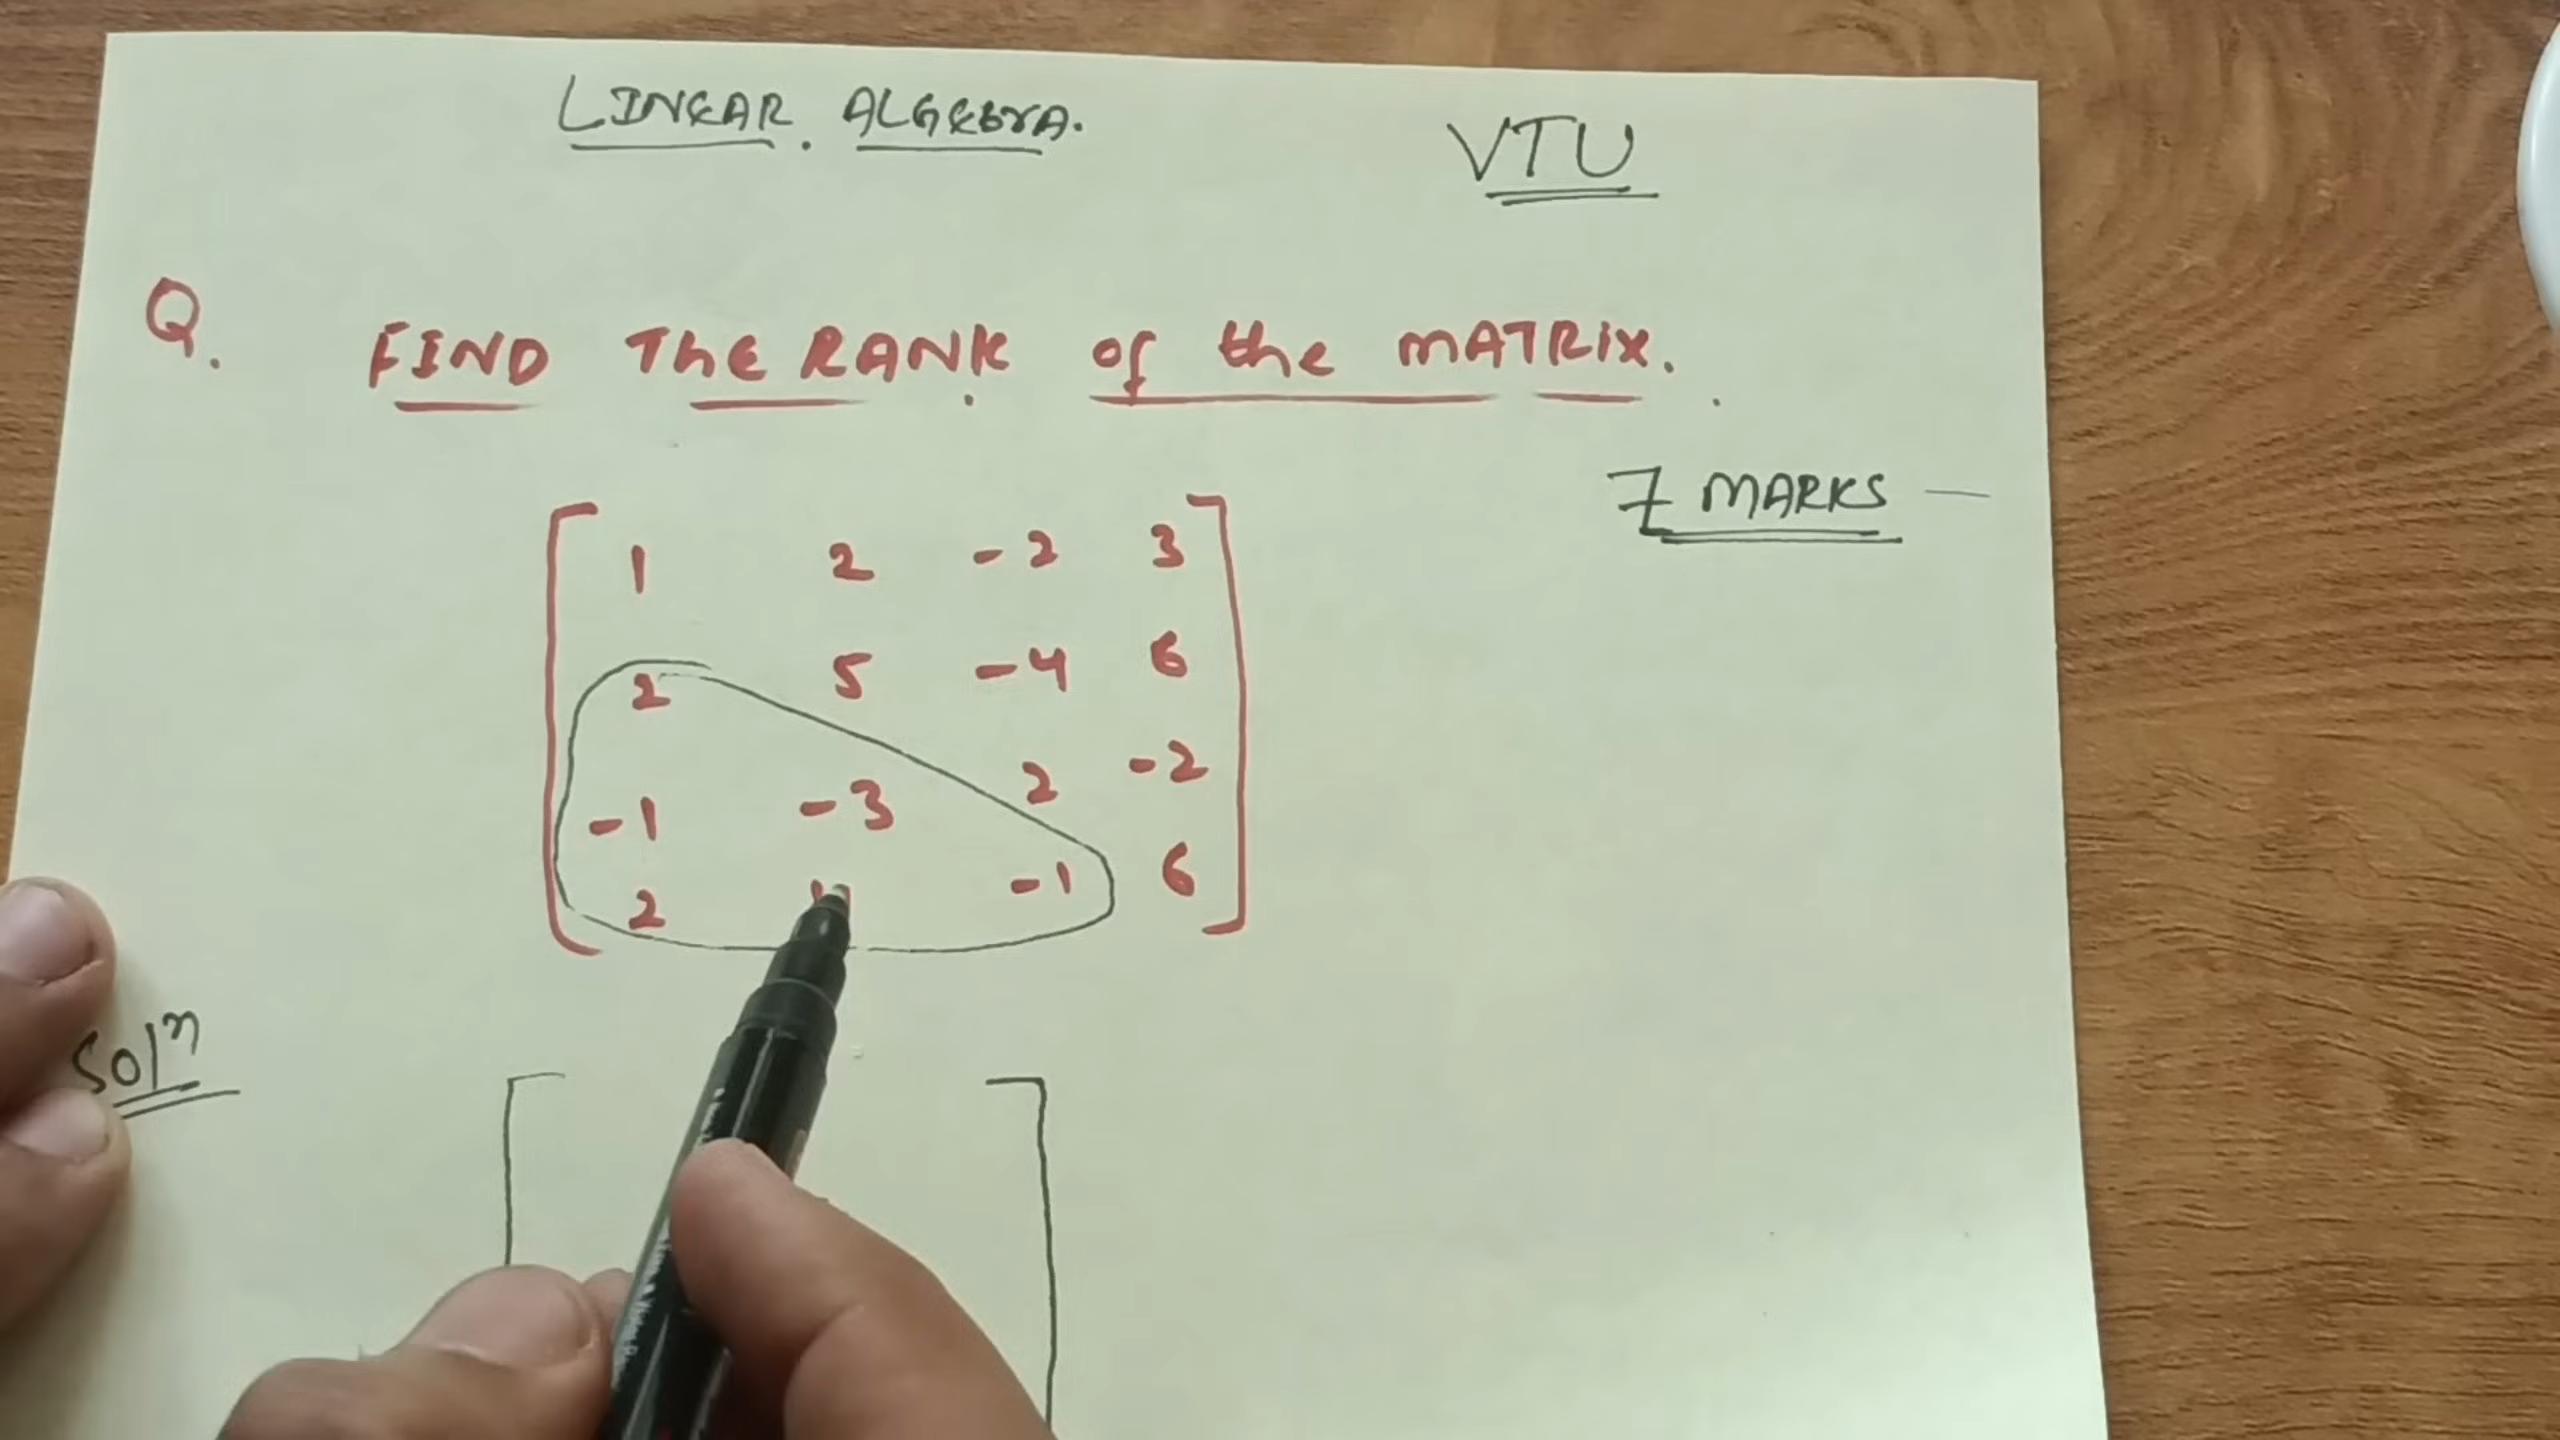 LINEAR. ALGEBRA.
VTU
Q. FIND THE RANK of the MATRIX.
7 MARKS —
1 2 -2 3
2 5 -4 6
-1 -3 2 -2
2 -1 6
Solⁿ